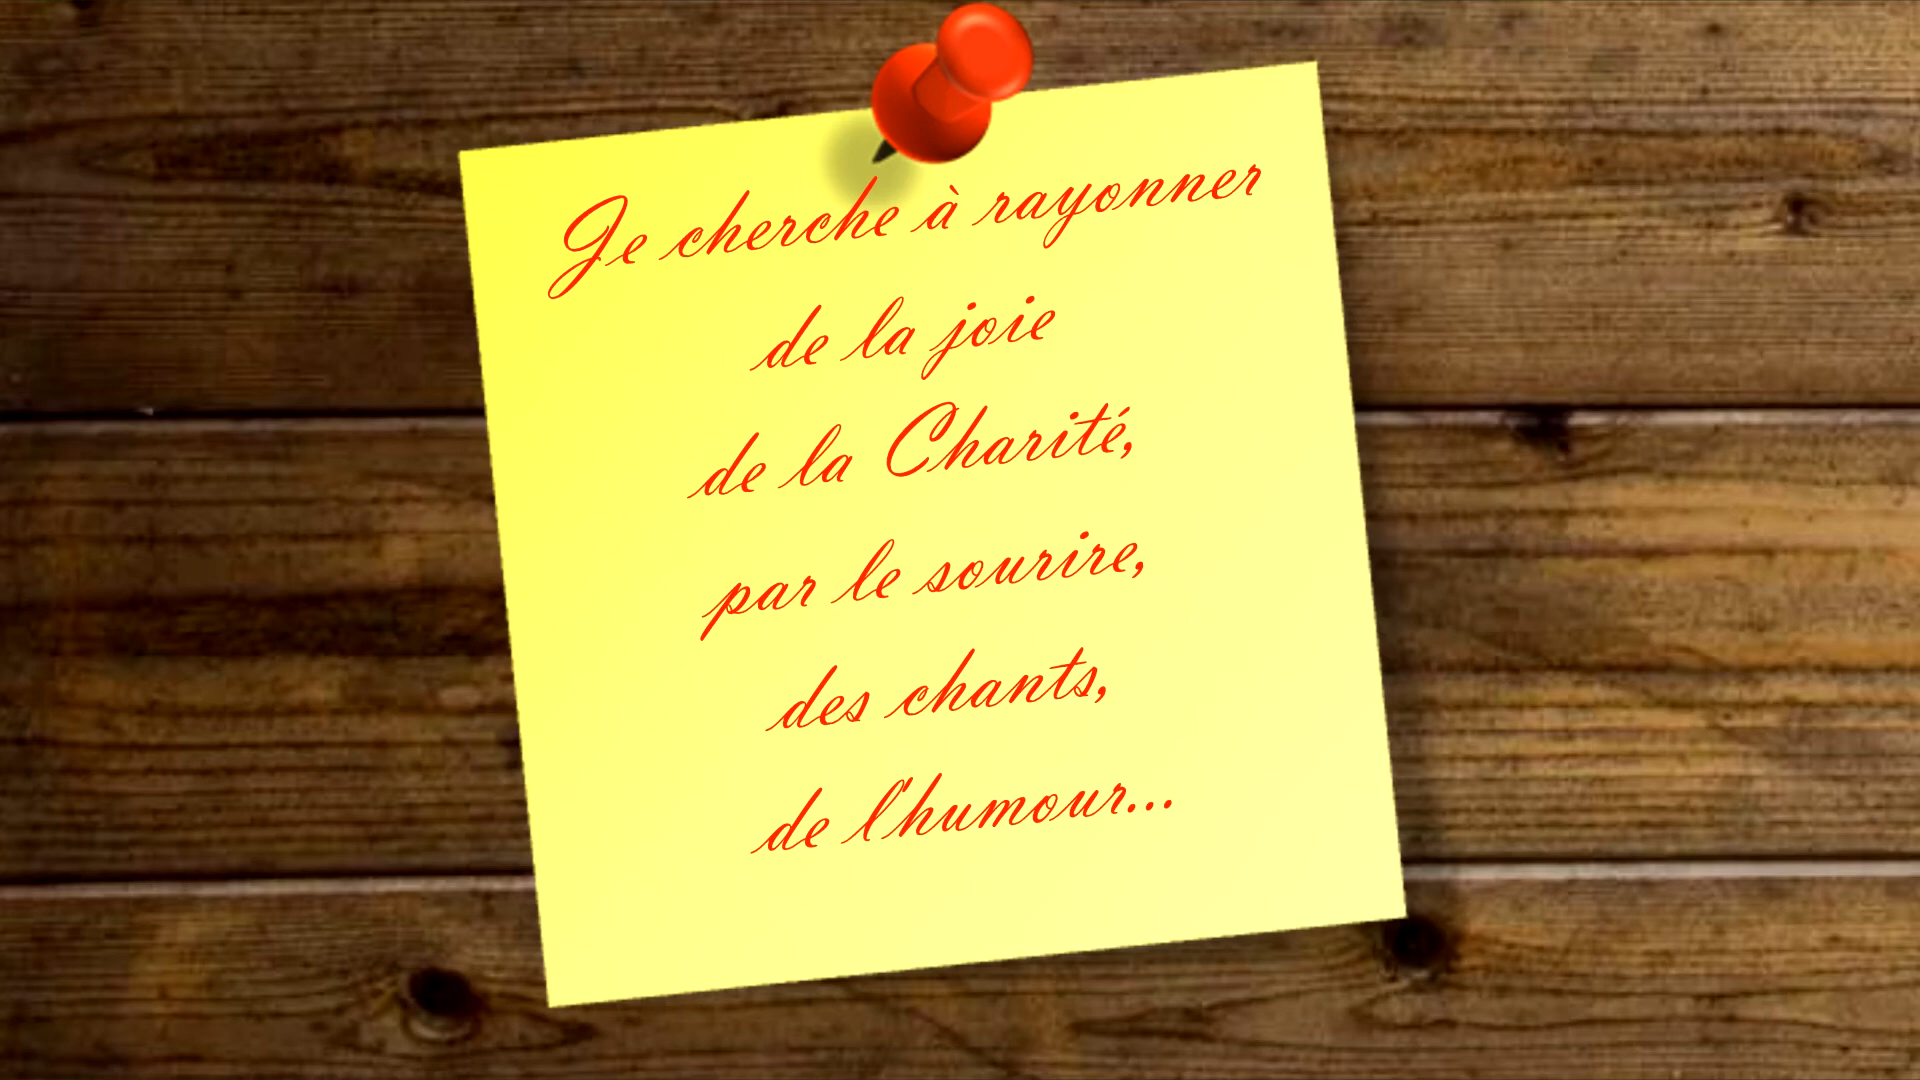 Je cherche à rayonner
de la joie
de la Charité,
par le sourire,
des chants,
de l'humour...